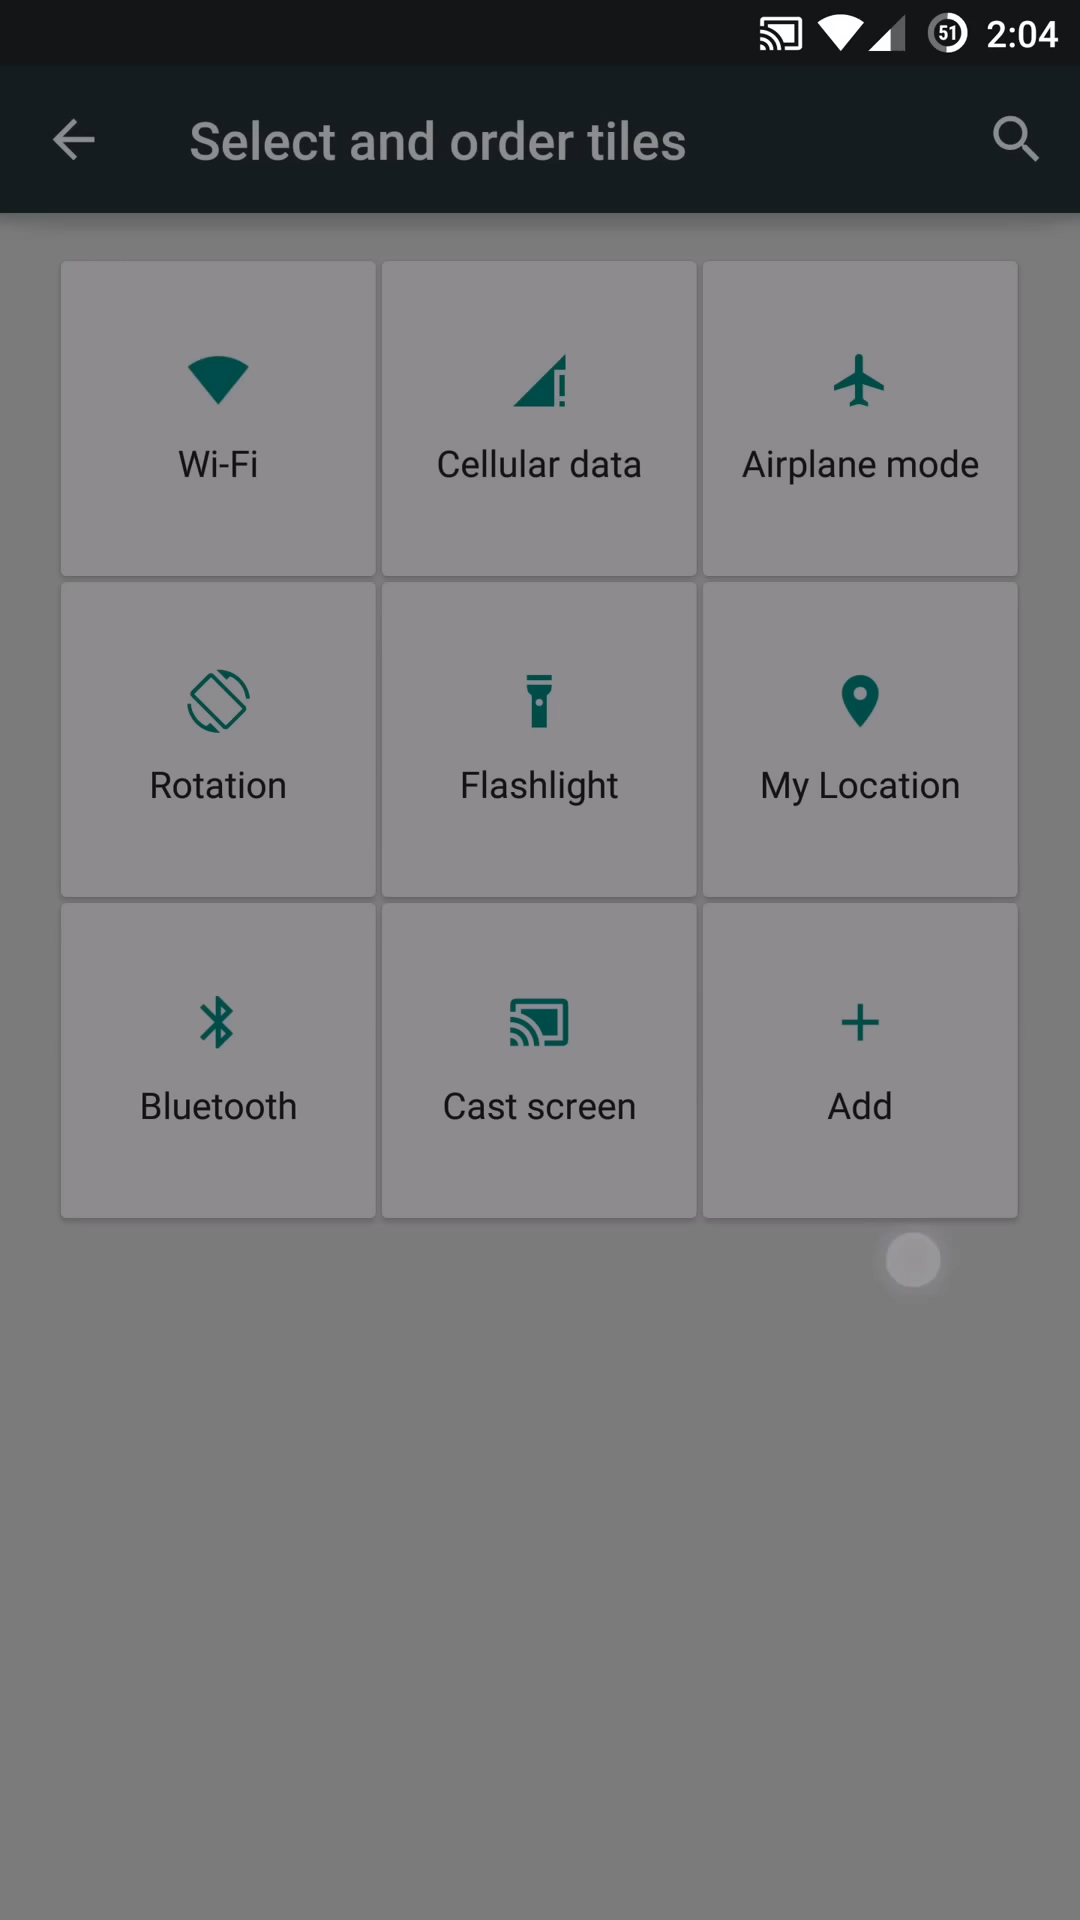 51 2:04
Select and order tiles
Wi-Fi
Cellular data
Airplane mode
Rotation
Flashlight
My Location
Bluetooth
Cast screen
Add